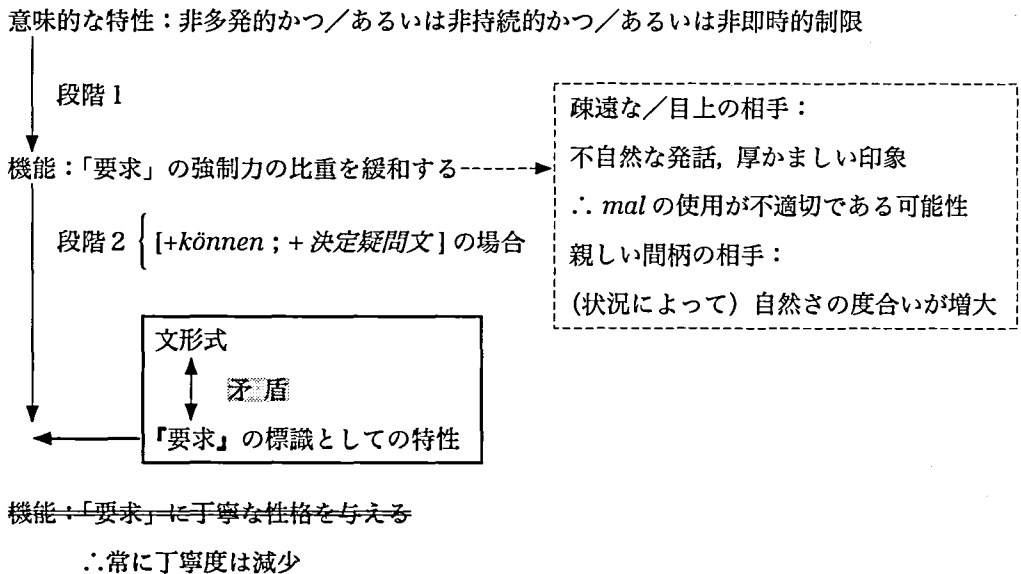 意味的な特性：非多発的かつ／あるいは非持続的かつ／あるいは非即時的制限
段階1
機能：「要求」の強制力の比重を緩和する
疎遠な／目上の相手：
不自然な発話，厚かましい印象
∴ mal の使用が不適切である可能性
親しい間柄の相手：
（状況によって）自然さの度合いが増大
段階2 { [+können ; + 決定疑問文 ] の場合
文形式
矛盾
『要求』の標識としての特性
機能：「要求」に丁寧な性格を与える
∴常に丁寧度は減少